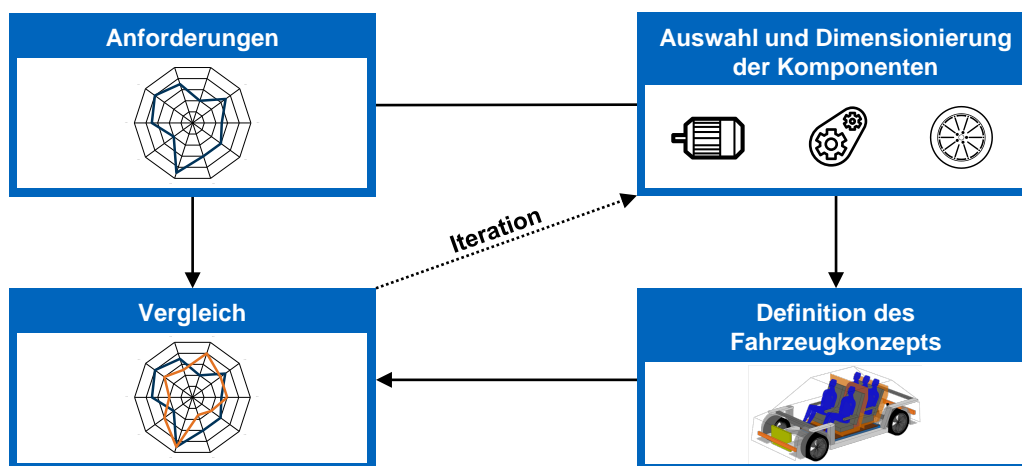 Anforderungen
Auswahl und Dimensionierung
der Komponenten
Iteration
Vergleich
Definition des
Fahrzeugkonzepts